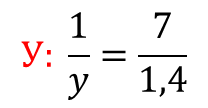 y: 1/y = 7/1,4